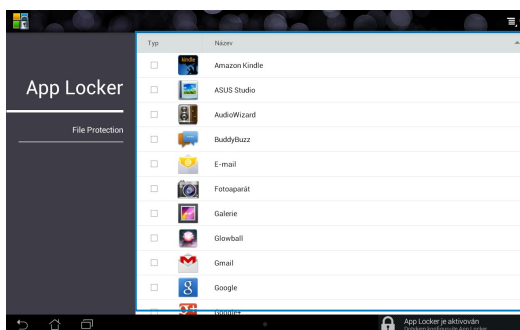 Typ Název
App Locker
File Protection
kindle
Amazon Kindle
ASUS Studio
AudioWizard
BuddyBuzz
E-mail
Fotoaparát
Galerie
Glowball
Gmail
Google
Google+
App Locker je aktivován